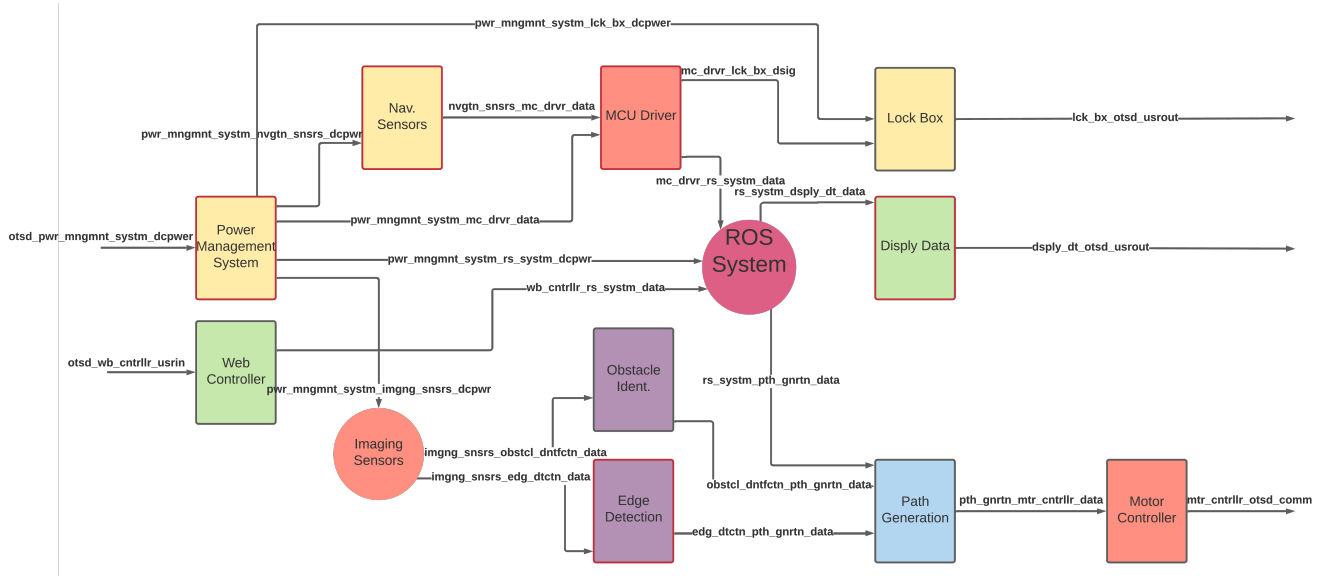 pwr_mngmnt_systm_lck_bx_dcpwer
mc_drvr_lck_bx_dsig
Nav.
Sensors
nvgtn_snsrs_mc_drvr_data
MCU Driver
Lock Box
lck_bx_otsd_usrout
pwr_mngmnt_systm_nvgtn_snsrs_dcpwr
mc_drvr_rs_systm_data
rs_systm_dsply_dt_data
pwr_mngmnt_systm_mc_drvr_data
otsd_pwr_mngmnt_systm_dcpwer
Power
Management
System
ROS
System
Disply Data
dsply_dt_otsd_usrout
pwr_mngmnt_systm_rs_systm_dcpwr
wb_cntrllr_rs_systm_data
otsd_wb_cntrllr_usrin
Web
Controller
Obstacle
Ident.
rs_systm_pth_gnrtn_data
pwr_mngmnt_systm_imgng_snsrs_dcpwr
Imaging
Sensors
imgng_snsrs_obstcl_dntfctn_data
imgng_snsrs_edg_dtctn_data
obstcl_dntfctn_pth_gnrtn_data
Edge
Detection
edg_dtctn_pth_gnrtn_data
Path
Generation
pth_gnrtn_mtr_cntrllr_data
Motor
Controller
mtr_cntrllr_otsd_comm